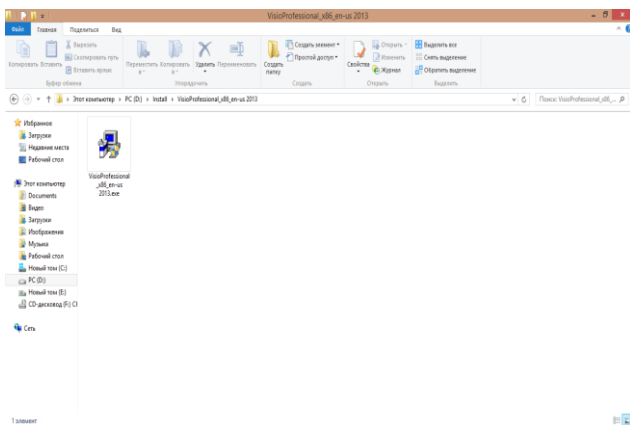 VisioProfessional_x86_en-us 2013
Файл Главная Поделиться Вид
Копировать Вставить
Вырезать
Скопировать путь
Вставить ярлык
Переместить в Копировать в Удалить Переименовать
Создать папку
Создать элемент
Простой доступ
Свойства
Открыть
Изменить
Журнал
Выделить все
Снять выделение
Обратить выделение
Буфер обмена Упорядочить Создать Открыть Выделить
Этот компьютер PC (D:) Install VisioProfessional_x86_en-us 2013
Поиск: VisioProfessional_x86_...
Избранное
Загрузки
Недавние места
Рабочий стол
Этот компьютер
Documents
Видео
Загрузки
Изображения
Музыка
Рабочий стол
Новый том (C:)
PC (D:)
Новый том (E:)
CD-дисковод (F:) CI
Сеть
VisioProfessional
_x86_en-us
2013.exe
1 элемент